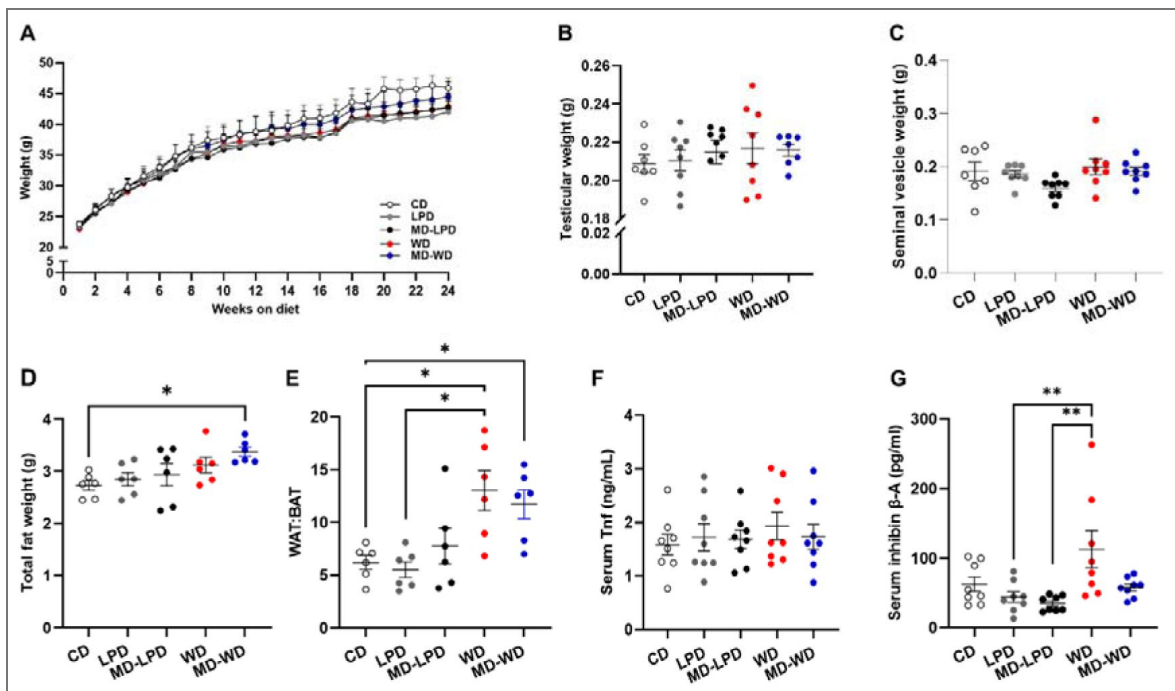 A
Weight (g)
50
45
40
35
30
25
20
5
0
0 2 4 6 8 10 12 14 16 18 20 22 24
Weeks on diet
CD
LPD
MD-LPD
WD
MD-WD
B
Testicular weight (g)
0.26
0.24
0.22
0.20
0.18
0.02
0.00
CD LPD MD-LPD WD MD-WD
C
Seminal vesicle weight (g)
0.4
0.3
0.2
0.1
0.0
CD LPD MD-LPD WD MD-WD
D
Total fat weight (g)
4
3
2
1
0
*
CD LPD MD-LPD WD MD-WD
E
WAT:BAT
20
15
10
5
0
*
*
*
CD LPD MD-LPD WD MD-WD
F
Serum Tnf (ng/mL)
4
3
2
1
0
CD LPD MD-LPD WD MD-WD
G
Serum inhibin β-A (pg/ml)
300
200
100
0
**
**
CD LPD MD-LPD WD MD-WD